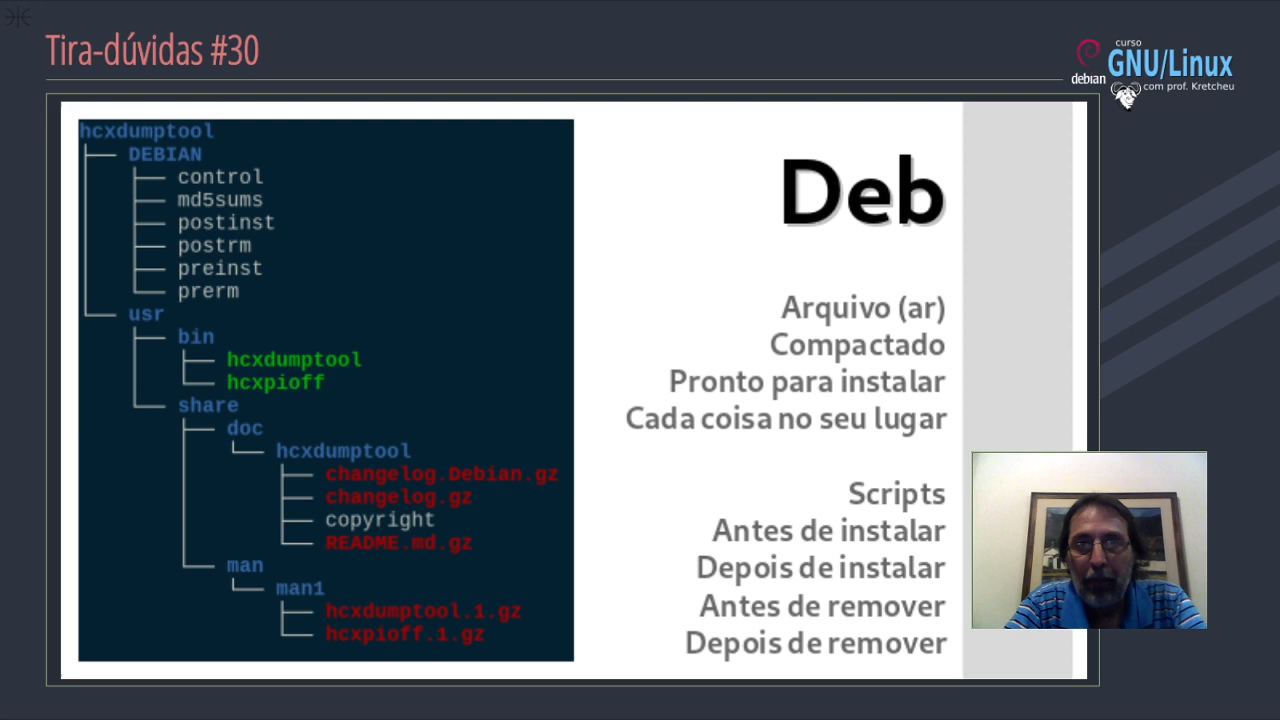 Tira-dúvidas #30
curso
GNU/Linux
debian
com prof. Kretcheu
hcxdumptool
DEBIAN
control
md5sums
postinst
postrm
preinst
prerm
usr
bin
hcxdumptool
hcxpioff
share
doc
hcxdumptool
changelog.Debian.gz
changelog.gz
copyright
README.md.gz
man
man1
hcxdumptool.1.gz
hcxpioff.1.gz
Deb
Arquivo (ar)
Compactado
Pronto para instalar
Cada coisa no seu lugar
Scripts
Antes de instalar
Depois de instalar
Antes de remover
Depois de remover